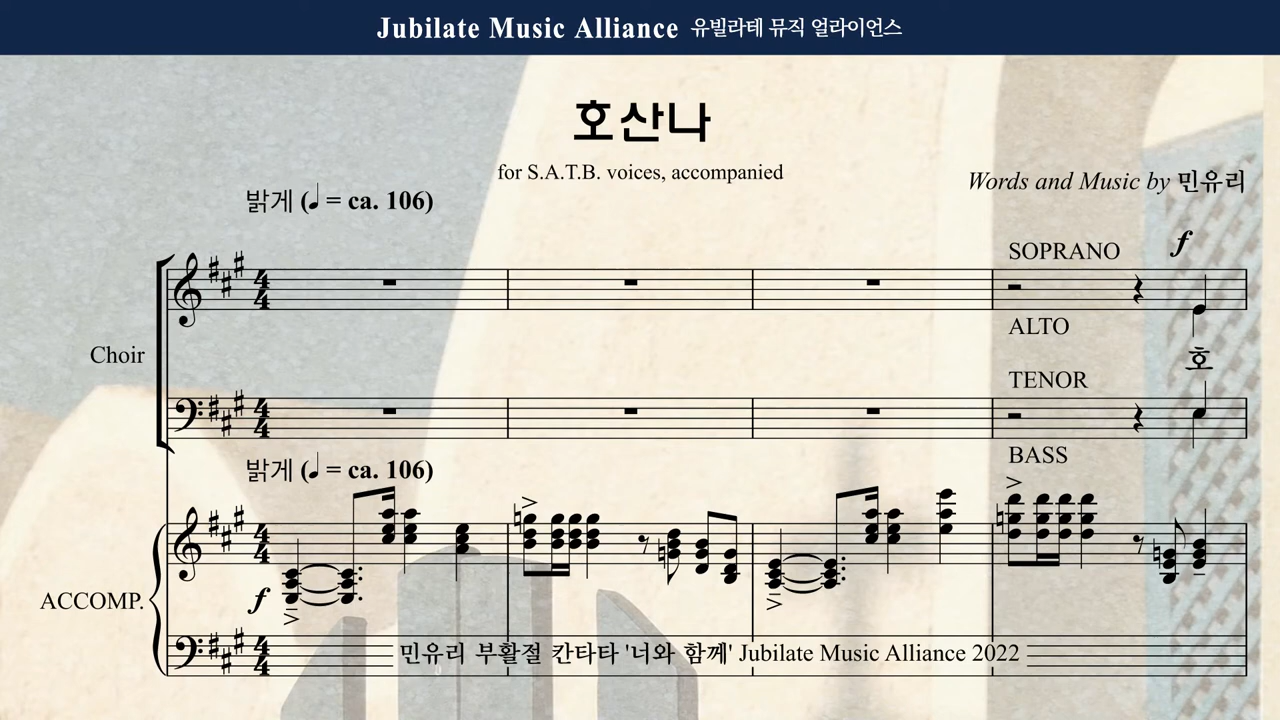 Jubilate Music Alliance 유빌라테 뮤직 얼라이언스
호산나
for S.A.T.B. voices, accompanied
Words and Music by 민유리
밝게 (♩ = ca. 106)
SOPRANO
f
ALTO
Choir
호
TENOR
BASS
밝게 (♩ = ca. 106)
ACCOMP.
f
민유리 부활절 칸타타 '너와 함께' Jubilate Music Alliance 2022